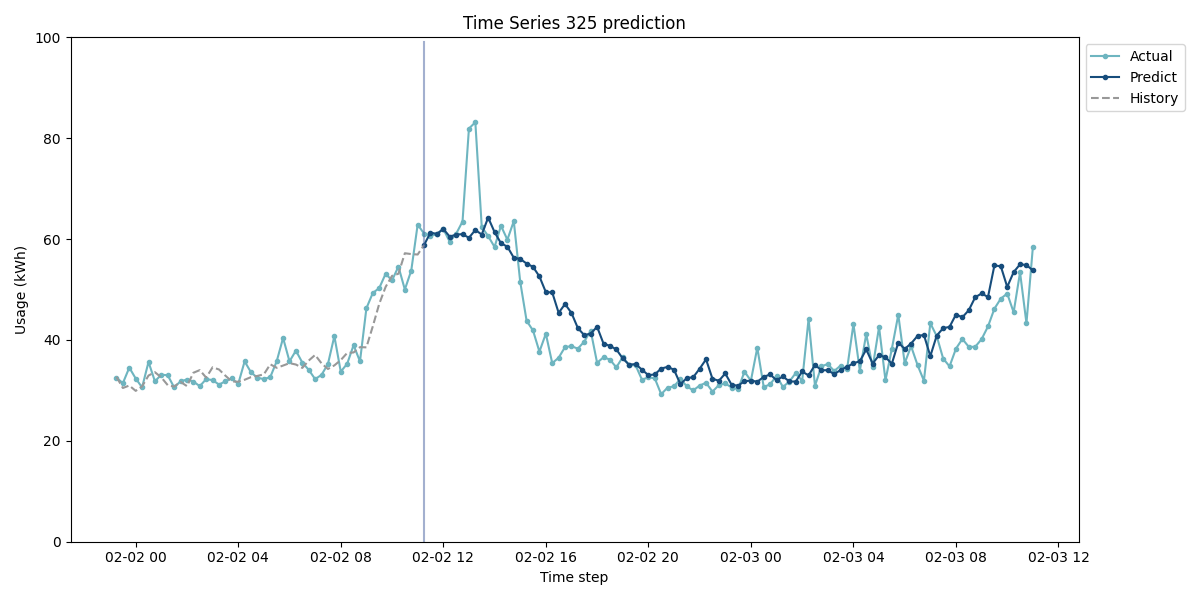 Time Series 325 prediction
Usage (kWh)
100
80
60
40
20
0
02-02 00
02-02 04
02-02 08
02-02 12
02-02 16
02-02 20
02-03 00
02-03 04
02-03 08
02-03 12
Time step
Actual
Predict
History